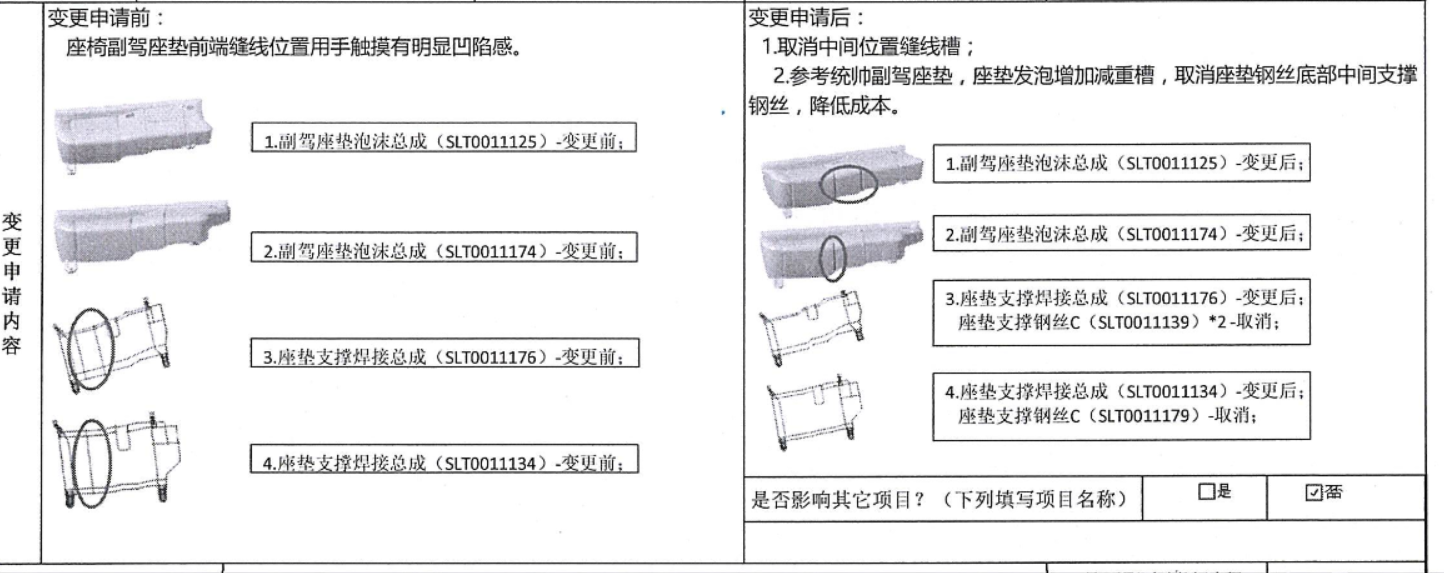 变更申请内容
变更申请前：
座椅副驾座垫前端缝线位置用手触摸有明显凹陷感。
1.副驾座垫泡沫总成（SLT0011125）-变更前；
2.副驾座垫泡沫总成（SLT0011174）-变更前；
3.座垫支撑焊接总成（SLT0011176）-变更前；
4.座垫支撑焊接总成（SLT0011134）-变更前；
变更申请后：
1.取消中间位置缝线槽；
2.参考统帅副驾座垫，座垫发泡增加减重槽，取消座垫钢丝底部中间支撑
钢丝，降低成本。
1.副驾座垫泡沫总成（SLT0011125）-变更后；
2.副驾座垫泡沫总成（SLT0011174）-变更后；
3.座垫支撑焊接总成（SLT0011176）-变更后；
座垫支撑钢丝C（SLT0011139）*2 -取消；
4.座垫支撑焊接总成（SLT0011134）-变更后；
座垫支撑钢丝C（SLT0011179）-取消；
是否影响其它项目？（下列填写项目名称） □是 ☑否